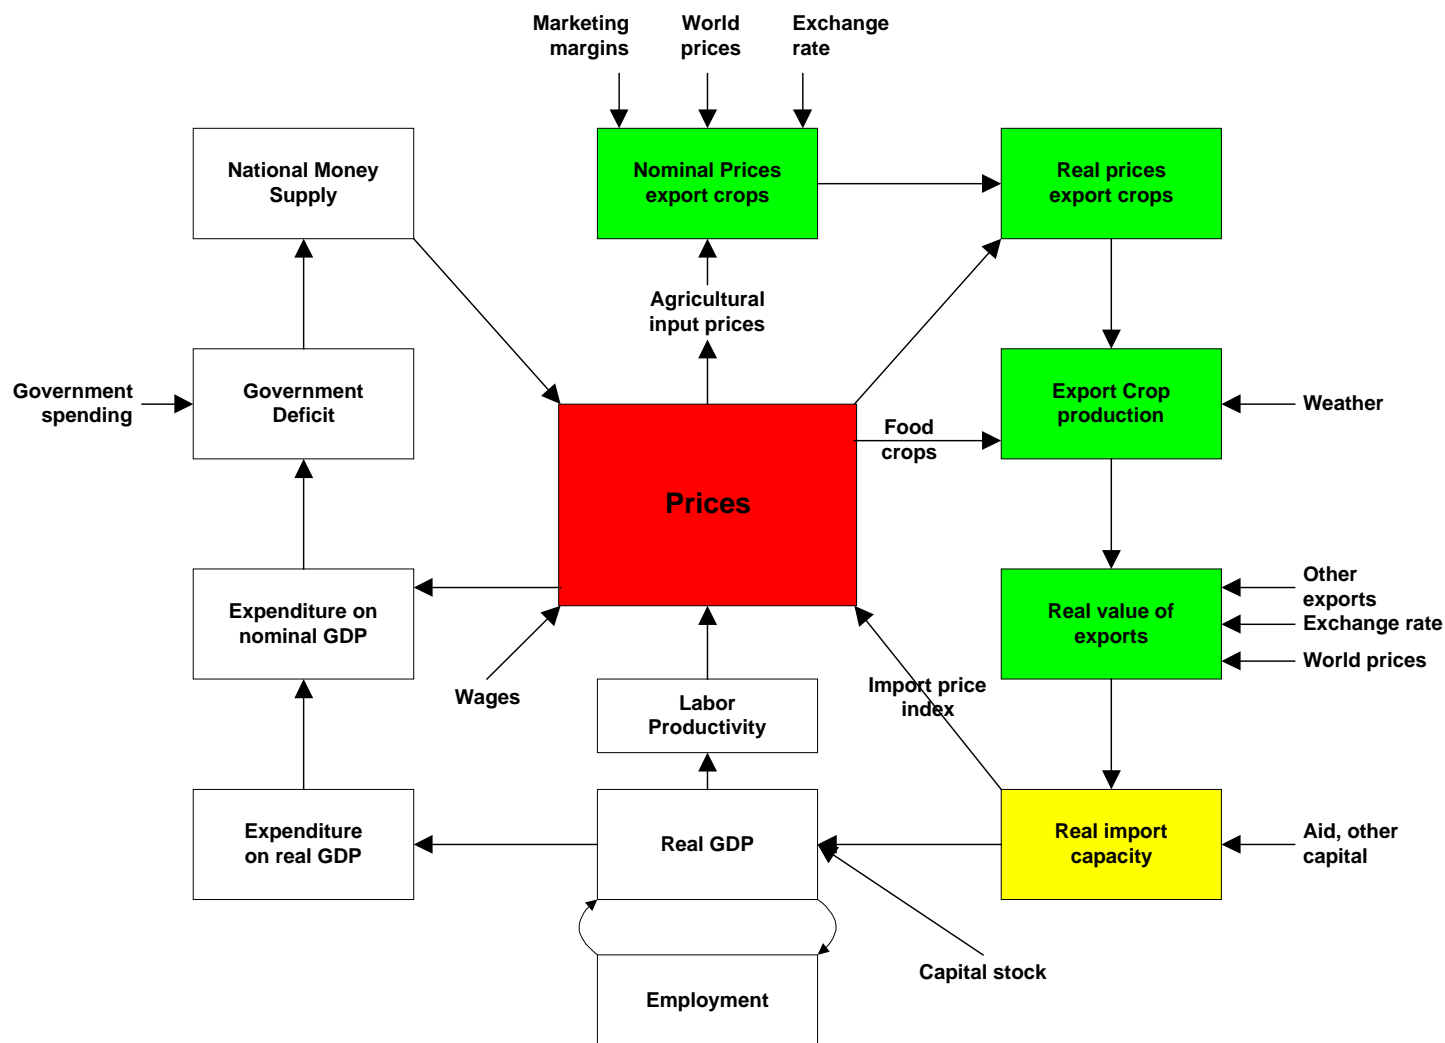 Marketing
margins
World
prices
Exchange
rate
National Money
Supply
Nominal Prices
export crops
Real prices
export crops
Agricultural
input prices
Government
spending
Government
Deficit
Export Crop
production
Weather
Food
crops
Prices
Expenditure on
nominal GDP
Real value of
exports
Other
exports
Exchange rate
World prices
Wages
Labor
Productivity
Import price
index
Expenditure
on real GDP
Real GDP
Real import
capacity
Aid, other
capital
Capital stock
Employment